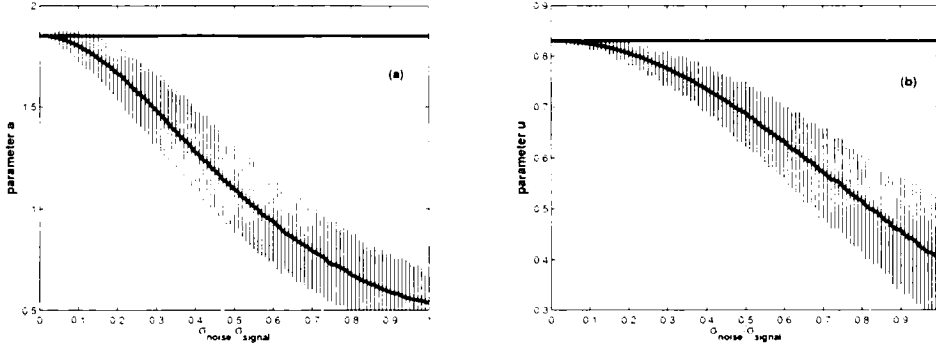 2
1.5
1
0.5
0 0.1 0.2 0.3 0.4 0.5 0.6 0.7 0.8 0.9 1
σnoise σsignal
parameter a
(a)
0.9
0.8
0.7
0.6
0.5
0.4
0.3
0 0.1 0.2 0.3 0.4 0.5 0.6 0.7 0.8 0.9
σnoise σsignal
parameter u
(b)